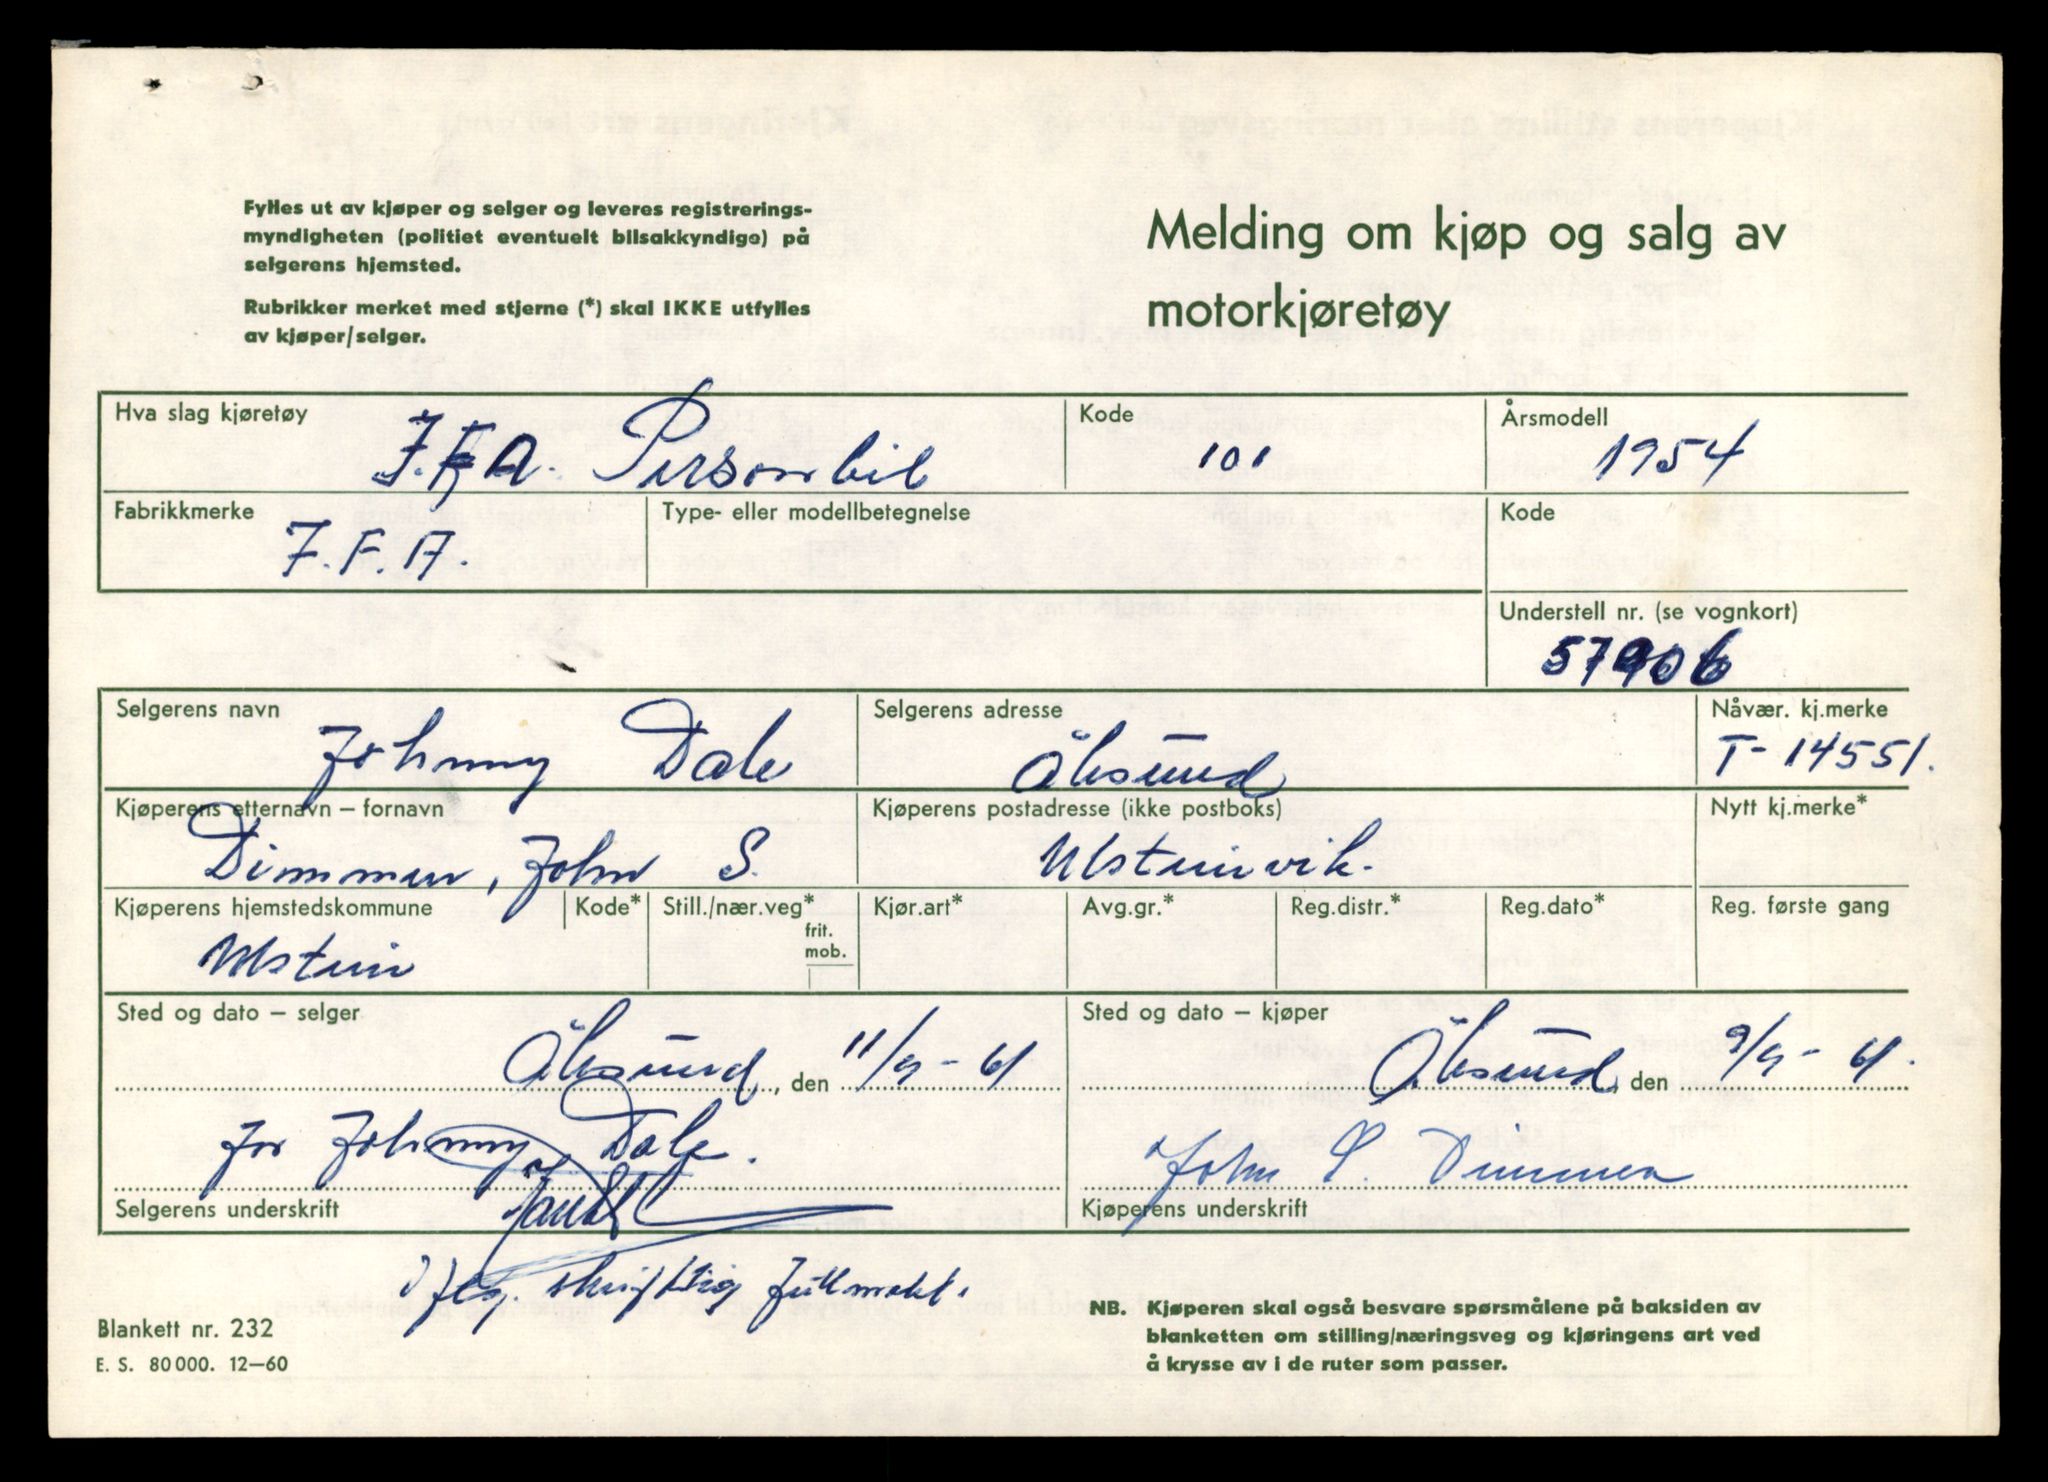 Fylles ut av kjøper og selger og leveres registrerings-
myndigheten (politiet eventuelt bilsakkyndige) på
selgerens hjemsted.
Rubrikker merket med stjerne (*) skal IKKE utfylles
av kjøper/selger.
Melding om kjøp og salg av
motorkjøretøy
Hva slag kjøretøy
J.F.A. Personbil
Kode
101
Årsmodell
1954
Fabrikkmerke
J.F.A.
Type- eller modellbetegnelse
Kode
Understell nr. (se vognkort)
57906
Selgerens navn
Johnny Dale
Selgerens adresse
Ålesund
Nåvær. kj.merke
T-14551.
Kjøperens etternavn – fornavn
Dimmen, John S.
Kjøperens postadresse (ikke postboks)
Ulsteinvik.
Nytt kj.merke*
Kjøperens hjemstedskommune
Ulstein
Kode*
Still./nær.veg*
frit.
mob.
Kjør.art*
Avg.gr.*
Reg.distr.*
Reg.dato*
Reg. første gang
Sted og dato – selger
Ålesund, den 11/9-61
for Johnny Dale.
Selgerens underskrift
Sted og dato – kjøper
Ålesund, den 9/9-61.
John S. Dimmen
Kjøperens underskrift
iflg. skriftlig fullmakt.
Blankett nr. 232
E. S. 80 000. 12—60
NB. Kjøperen skal også besvare spørsmålene på baksiden av
blanketten om stilling/næringsveg og kjøringens art ved
å krysse av i de ruter som passer.